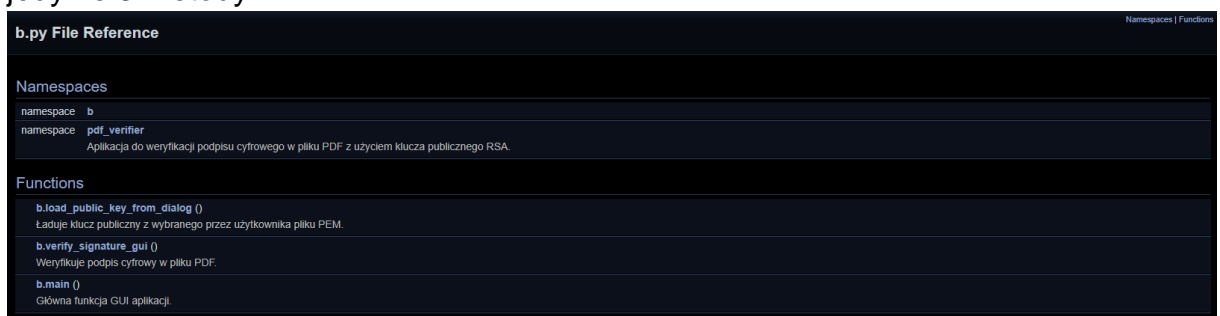 Namespaces | Functions
b.py File Reference
Namespaces
namespace b
namespace pdf_verifier
Aplikacja do weryfikacji podpisu cyfrowego w pliku PDF z użyciem klucza publicznego RSA.
Functions
b.load_public_key_from_dialog ()
Ładuje klucz publiczny z wybranego przez użytkownika pliku PEM.
b.verify_signature_gui ()
Weryfikuje podpis cyfrowy w pliku PDF.
b.main ()
Główna funkcja GUI aplikacji.